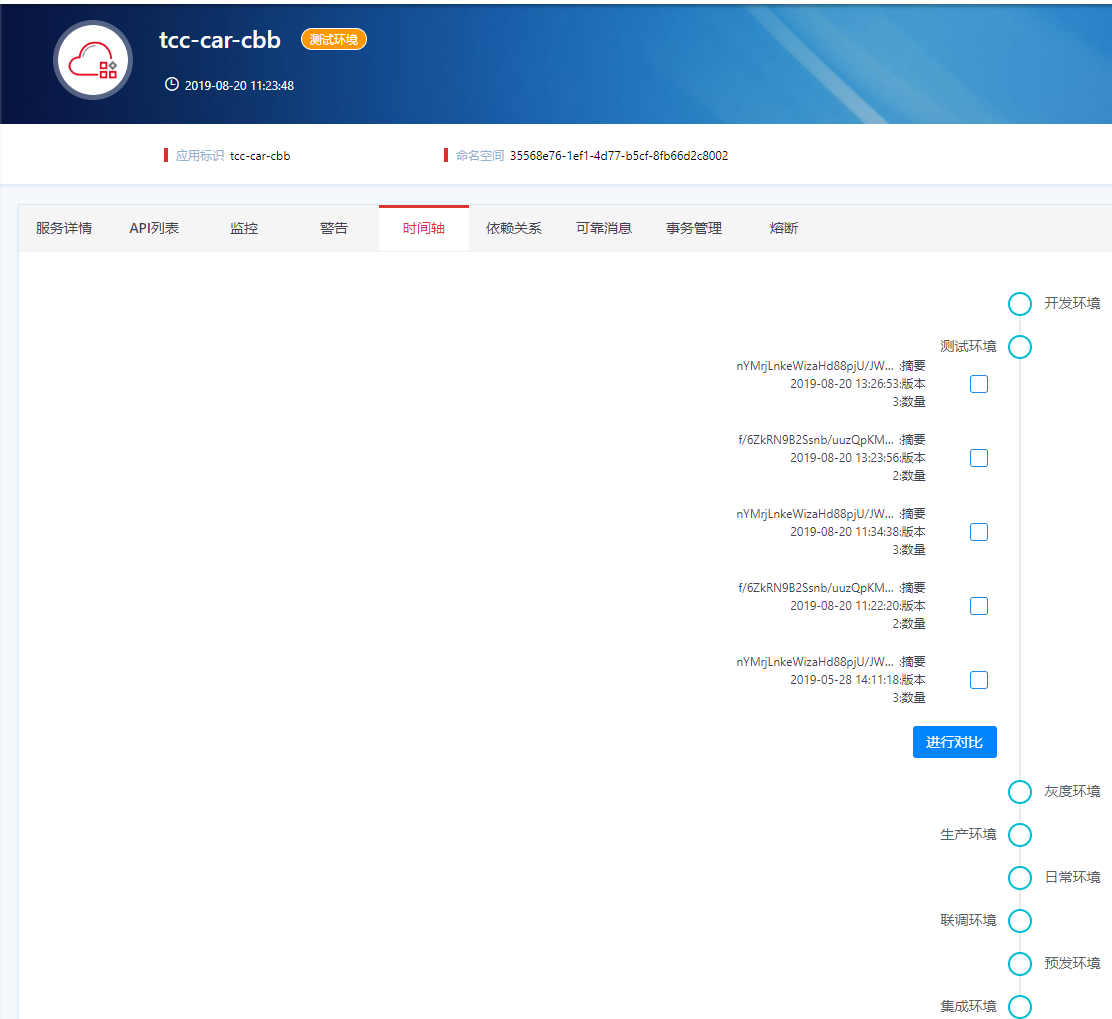 tcc-car-cbb 测试环境
2019-08-20 11:23:48
应用标识 tcc-car-cbb 命名空间 35568e76-1ef1-4d77-b5cf-8fb66d2c8002
服务详情 API列表 监控 警告 时间轴 依赖关系 可靠消息 事务管理 熔断
开发环境
测试环境
nYMrjLnkeWizaHd88pjU/JW... :摘要
2019-08-20 13:26:53:版本
3:数量
f/6ZkRN9B2Ssnb/uuzQpKM... :摘要
2019-08-20 13:23:56:版本
2:数量
nYMrjLnkeWizaHd88pjU/JW... :摘要
2019-08-20 11:34:38:版本
3:数量
f/6ZkRN9B2Ssnb/uuzQpKM... :摘要
2019-08-20 11:22:20:版本
2:数量
nYMrjLnkeWizaHd88pjU/JW... :摘要
2019-05-28 14:11:18:版本
3:数量
进行对比
灰度环境
生产环境
日常环境
联调环境
预发环境
集成环境